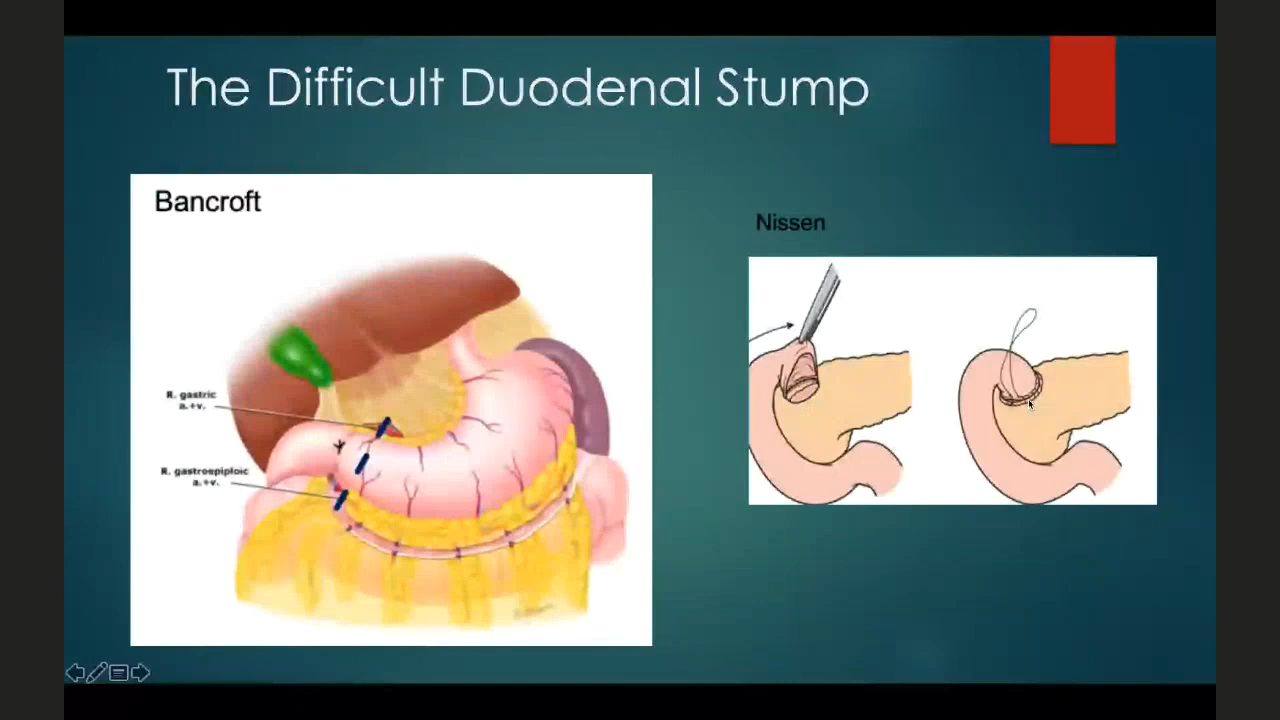 The Difficult Duodenal Stump
Bancroft
Nissen
R. gastric
a.+v.
R. gastroepiploic
a.+v.